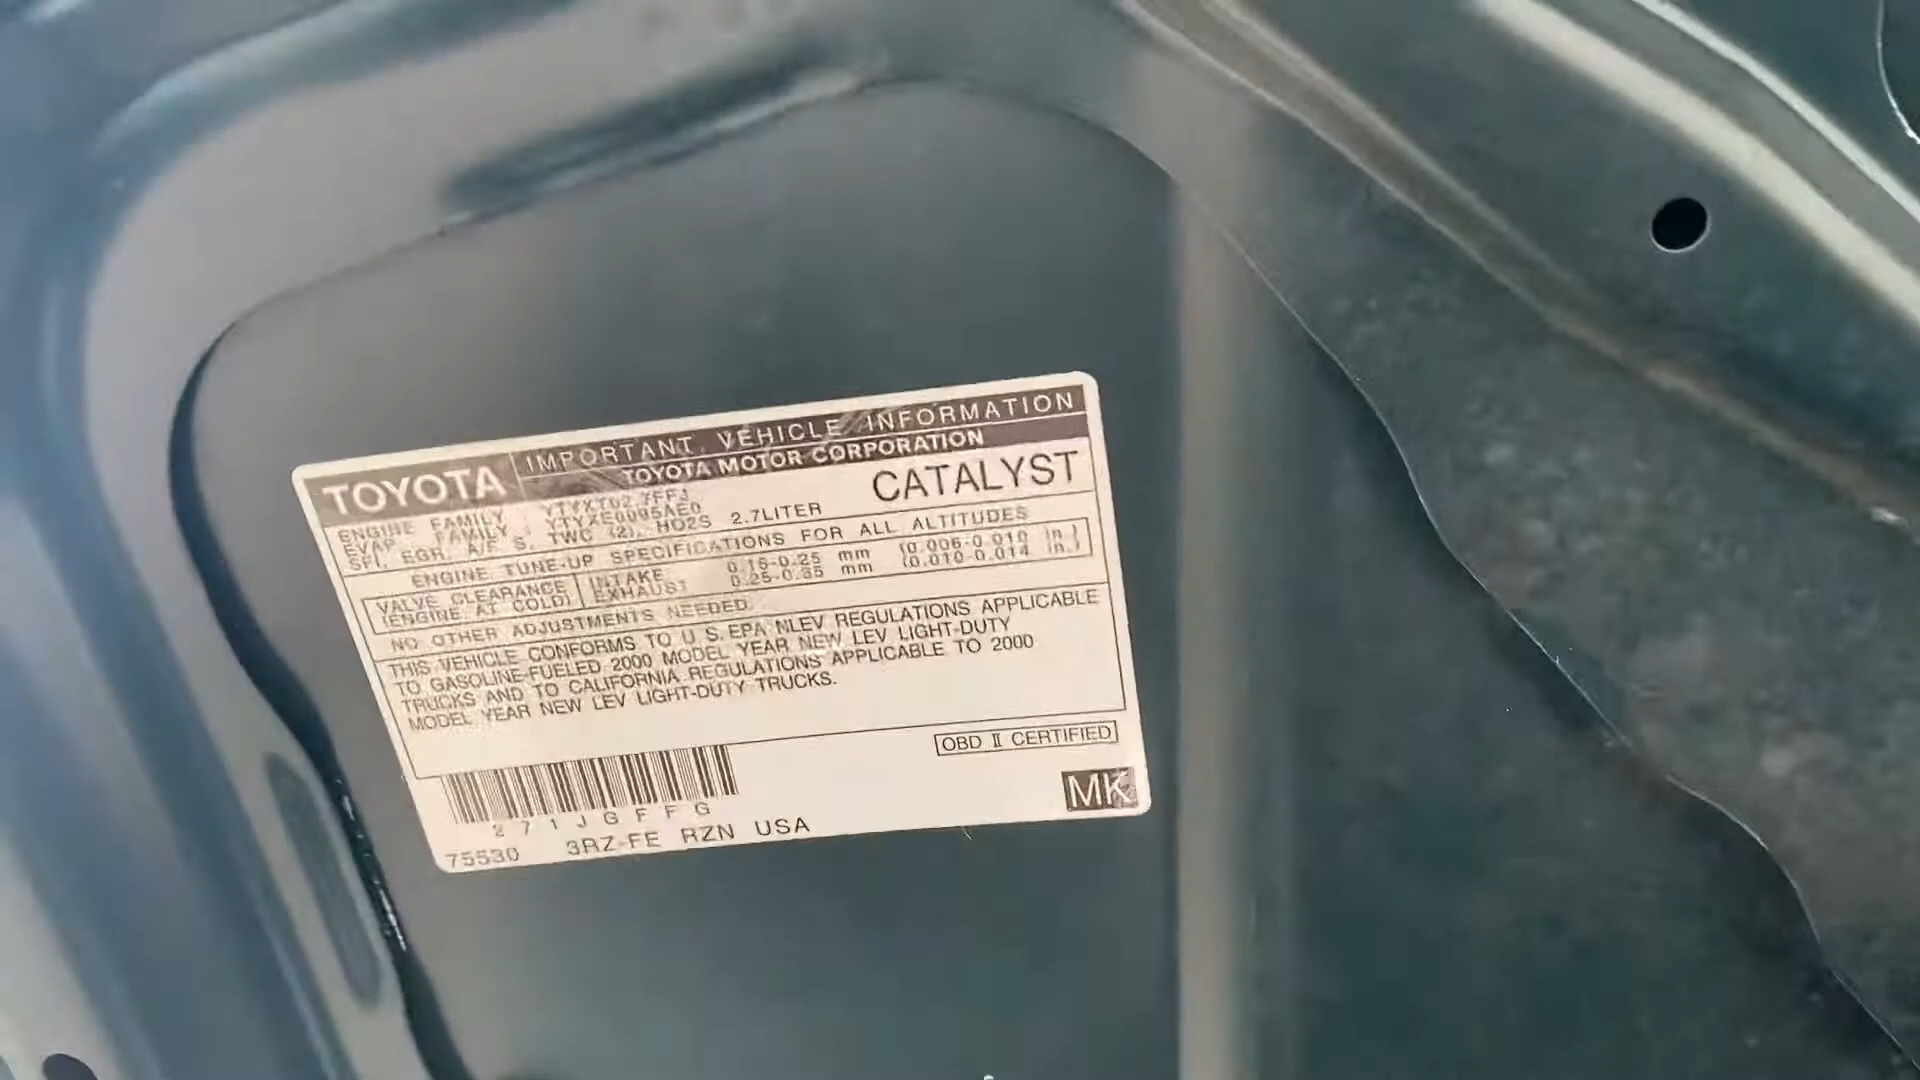 TOYOTA
IMPORTANT VEHICLE INFORMATION
TOYOTA MOTOR CORPORATION
CATALYST
ENGINE FAMILY YTYXT02.7FFJ
EVAP. FAMILY YTYXE0095AE0
SFI, EGR, A/F S, TWC (2), HO2S 2.7LITER
ENGINE TUNE-UP SPECIFICATIONS FOR ALL ALTITUDES
VALVE CLEARANCE
(ENGINE AT COLD)
INTAKE 0.15-0.25 mm (0.006-0.010 in.)
EXHAUST 0.25-0.35 mm (0.010-0.014 in.)
NO OTHER ADJUSTMENTS NEEDED.
THIS VEHICLE CONFORMS TO U.S.EPA NLEV REGULATIONS APPLICABLE
TO GASOLINE-FUELED 2000 MODEL YEAR NEW LEV LIGHT-DUTY
TRUCKS AND TO CALIFORNIA REGULATIONS APPLICABLE TO 2000
MODEL YEAR NEW LEV LIGHT-DUTY TRUCKS.
OBD II CERTIFIED
271JGFFG
MK
75530 3RZ-FE RZN USA